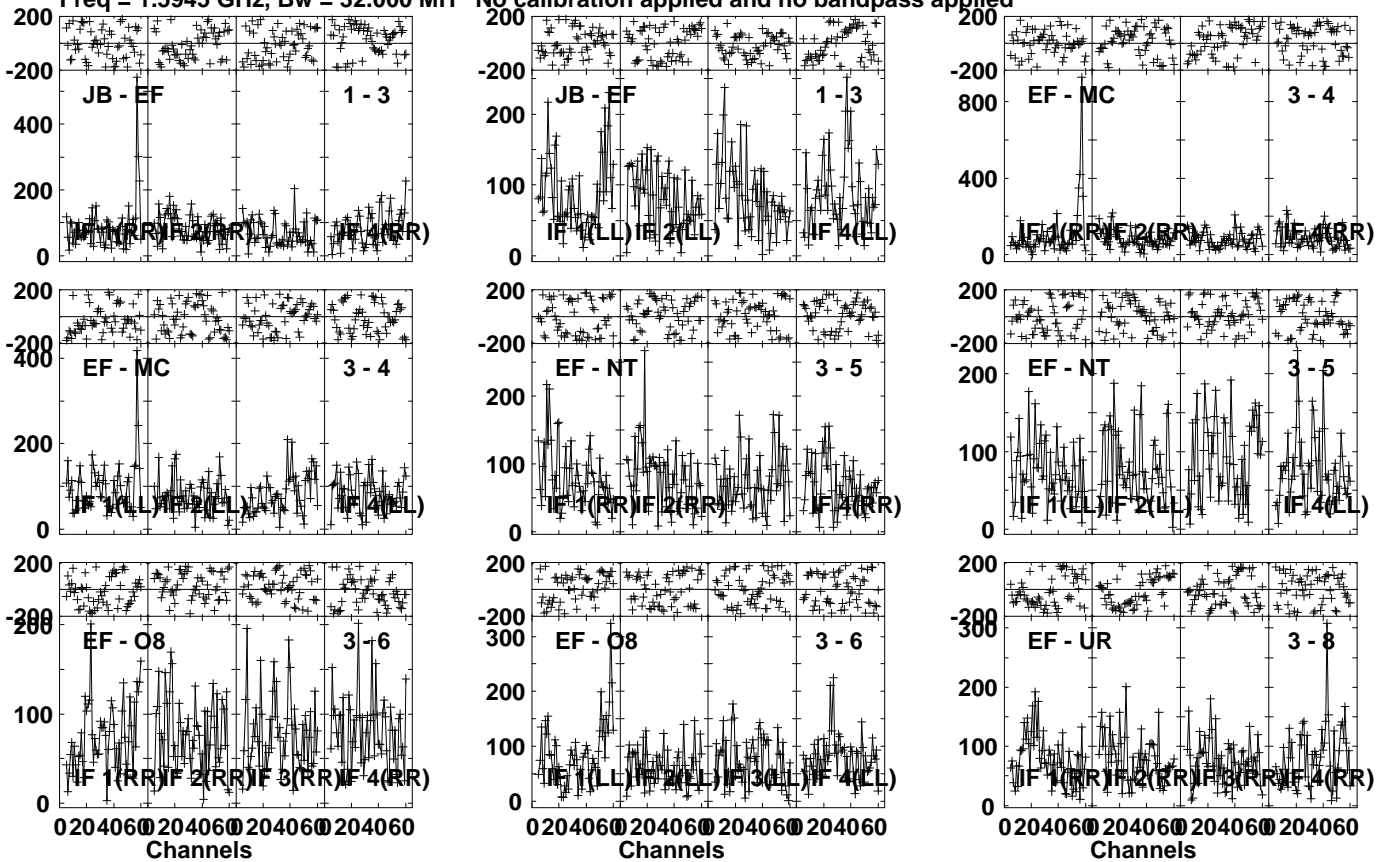 Freq = 1.5945 GHz, Bw = 32.000 MH No calibration applied and no bandpass applied
200 200
-200 -200
JB - EF 1 - 3 JB - EF 1 - 3 EF - MC 3 - 4
400 200 800
200 100 400
IF 1(RR) IF 2(RR) IF 4(RR) IF 1(LL) IF 2(LL) IF 4(LL) IF 1(RR) IF 2(RR) IF 4(RR)
0 0 0
200 200 200
-200 -200 -200
400
EF - MC 3 - 4 EF - NT 3 - 5 EF - NT 3 - 5
200 200
200 100 100
IF 1(LL) IF 2(LL) IF 4(LL) IF 1(RR) IF 2(RR) IF 4(RR) IF 1(LL) IF 2(LL) IF 4(LL)
0 0 0
200 200 200
-200 -200 -200
200 300 300
EF - O8 3 - 6 EF - O8 3 - 6 EF - UR 3 - 8
200 200
100 100 100
IF 1(RR) IF 2(RR) IF 3(RR) IF 4(RR) IF 1(LL) IF 2(LL) IF 3(LL) IF 4(LL) IF 1(RR) IF 2(RR) IF 3(RR) IF 4(RR)
0 0 0
0 20 40 60 0 20 40 60 0 20 40 60 0 20 40 60 0 20 40 60 0 20 40 60 0 20 40 60 0 20 40 60 0 20 40 60 0 20 40 60 0 20 40 60 0 20 40 60
Channels Channels Channels